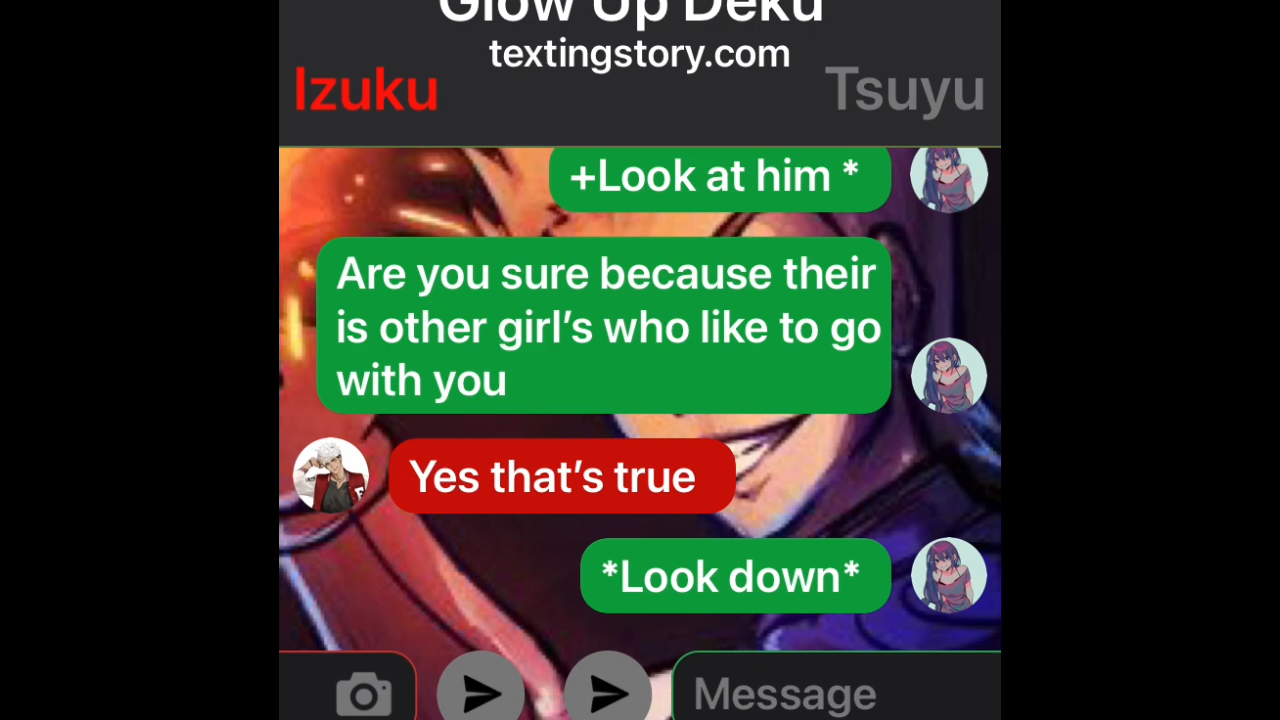 Glow Up Deku
textingstory.com
Izuku
Tsuyu
+Look at him *
Are you sure because their
is other girl’s who like to go
with you
Yes that’s true
*Look down*
Message